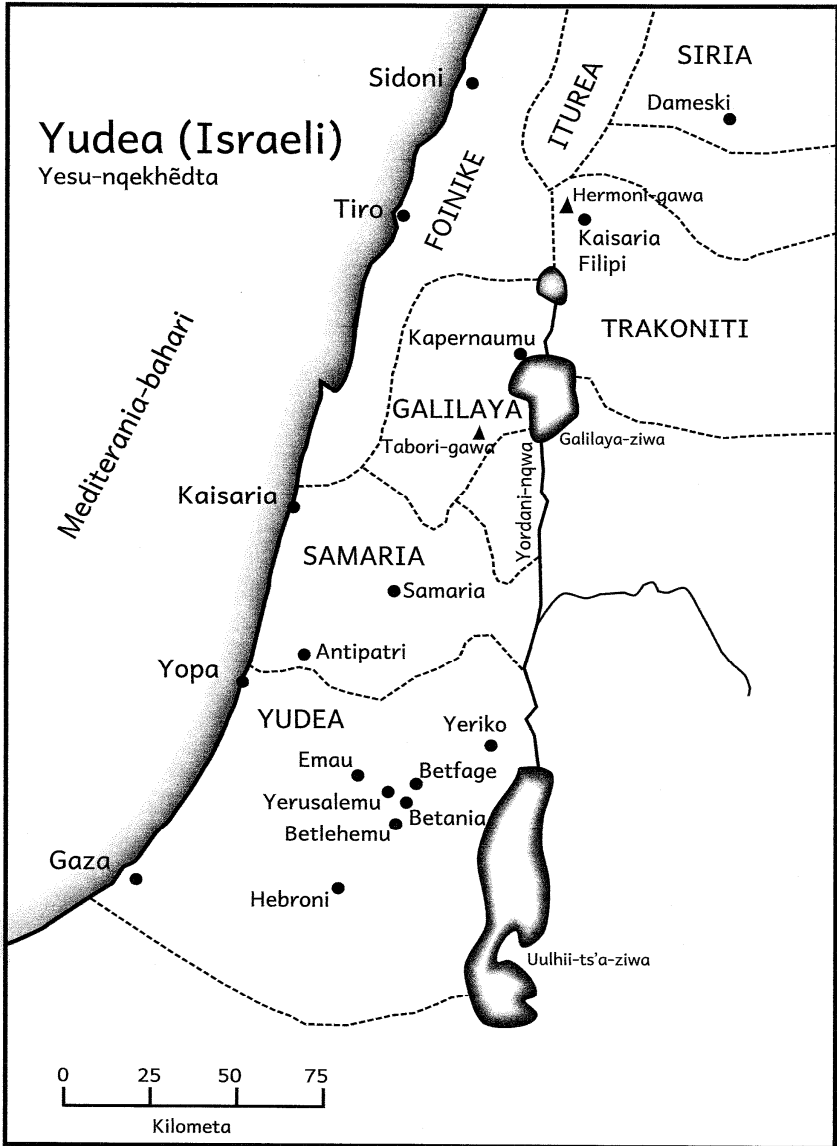 SIRIA
Sidoni
ITUREA
Dameski
Yudea (Israeli)
Yesu-nqekhẽdta
FOINIKE
Tiro
Hermoni-gawa
Kaisaria
Filipi
Mediterania-bahari
TRAKONITI
Kapernaumu
GALILAYA
Tabori-gawa
Galilaya-ziwa
Yordani-nqwa
Kaisaria
SAMARIA
Samaria
Antipatri
Yopa
YUDEA
Yeriko
Emau
Betfage
Yerusalemu
Betania
Betlehemu
Gaza
Hebroni
Uulhii-ts'a-ziwa
0 25 50 75
Kilometa